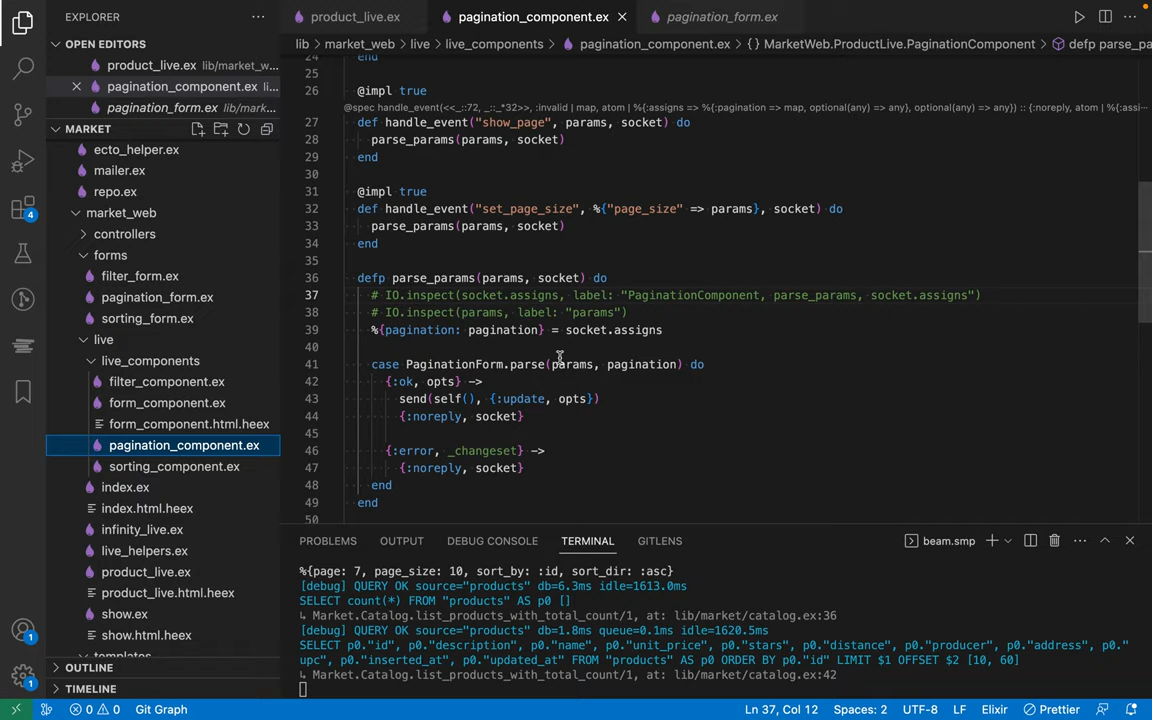 EXPLORER
product_live.ex
pagination_component.ex
pagination_form.ex
OPEN EDITORS
product_live.ex lib/market_w...
pagination_component.ex li...
pagination_form.ex lib/mark...
lib > market_web > live > live_components > pagination_component.ex > {} MarketWeb.ProductLive.PaginationComponent > defp parse_pa
MARKET
ecto_helper.ex
mailer.ex
repo.ex
market_web
controllers
forms
filter_form.ex
pagination_form.ex
sorting_form.ex
live
live_components
filter_component.ex
form_component.ex
form_component.html.heex
pagination_component.ex
sorting_component.ex
index.ex
index.html.heex
infinity_live.ex
live_helpers.ex
product_live.ex
product_live.html.heex
show.ex
show.html.heex
templates
OUTLINE
TIMELINE
24 end
25
26 @impl true
@spec handle_event(<<_::72, _::_*32>>, :invalid | map, atom | %{:assigns => %{:pagination => map, optional(any) => any}, optional(any) => any}) :: {:noreply, atom | %{:assi...
27 def handle_event("show_page", params, socket) do
28 parse_params(params, socket)
29 end
30
31 @impl true
32 def handle_event("set_page_size", %{"page_size" => params}, socket) do
33 parse_params(params, socket)
34 end
35
36 defp parse_params(params, socket) do
37 # IO.inspect(socket.assigns, label: "PaginationComponent, parse_params, socket.assigns")
38 # IO.inspect(params, label: "params")
39 %{pagination: pagination} = socket.assigns
40
41 case PaginationForm.parse(params, pagination) do
42 {:ok, opts} ->
43 send(self(), {:update, opts})
44 {:noreply, socket}
45
46 {:error, _changeset} ->
47 {:noreply, socket}
48 end
49 end
50
PROBLEMS OUTPUT DEBUG CONSOLE TERMINAL GITLENS
beam.smp
%{page: 7, page_size: 10, sort_by: :id, sort_dir: :asc}
[debug] QUERY OK source="products" db=6.3ms idle=1613.0ms
SELECT count(*) FROM "products" AS p0 []
↳ Market.Catalog.list_products_with_total_count/1, at: lib/market/catalog.ex:36
[debug] QUERY OK source="products" db=1.8ms queue=0.1ms idle=1620.5ms
SELECT p0."id", p0."description", p0."name", p0."unit_price", p0."stars", p0."distance", p0."producer", p0."address", p0."
upc", p0."inserted_at", p0."updated_at" FROM "products" AS p0 ORDER BY p0."id" LIMIT $1 OFFSET $2 [10, 60]
↳ Market.Catalog.list_products_with_total_count/1, at: lib/market/catalog.ex:42
4
1
1
0 0 Git Graph
Ln 37, Col 12 Spaces: 2 UTF-8 LF Elixir Prettier